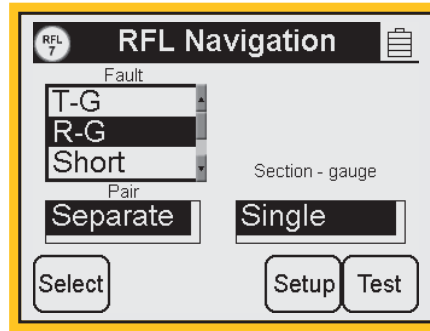 RFL
7
RFL Navigation
Fault
T-G
R-G
Short
Section - gauge
Pair
Separate
Single
Select
Setup
Test